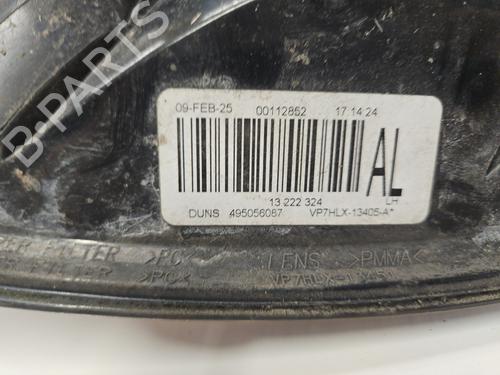 B-PARTS
09-FEB-25 00112852 17:14:24
AL
13 222 324 LH
DUNS 495056087 VP7HLX-13405-A*
>PC< LENS >PMMA<
>PC<